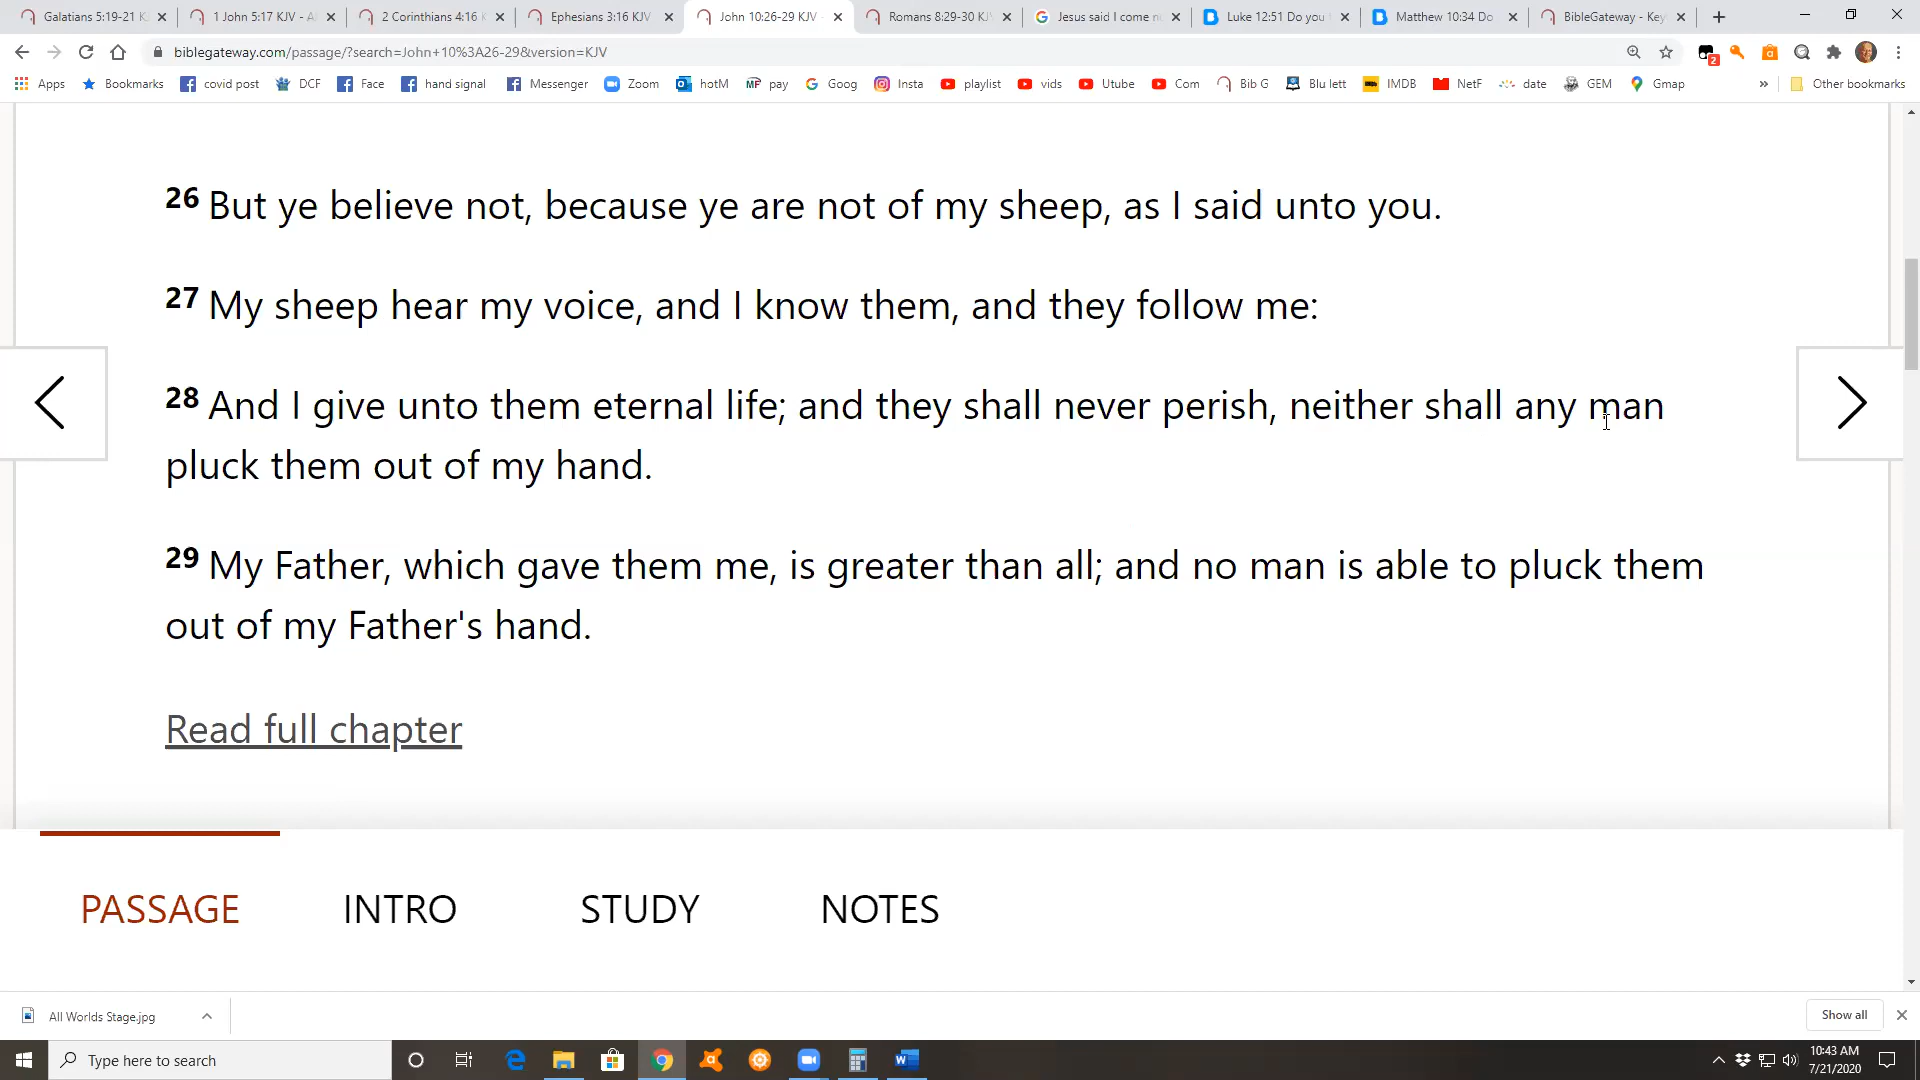 Galatians 5:19-21 K
1 John 5:17 KJV - A
2 Corinthians 4:16
Ephesians 3:16 KJV
John 10:26-29 KJV
Romans 8:29-30 KJ
Jesus said I come n
Luke 12:51 Do you
Matthew 10:34 Do
BibleGateway - Key
biblegateway.com/passage/?search=John+10%3A26-29&version=KJV
2
Apps Bookmarks covid post DCF Face hand signal Messenger Zoom hotM pay Goog Insta playlist vids Utube Com Bib G Blu lett IMDB NetF date GEM Gmap » Other bookmarks
26 But ye believe not, because ye are not of my sheep, as I said unto you.
27 My sheep hear my voice, and I know them, and they follow me:
28 And I give unto them eternal life; and they shall never perish, neither shall any man
pluck them out of my hand.
29 My Father, which gave them me, is greater than all; and no man is able to pluck them
out of my Father's hand.
Read full chapter
PASSAGE INTRO STUDY NOTES
All Worlds Stage.jpg
Show all
Type here to search
10:43 AM
7/21/2020